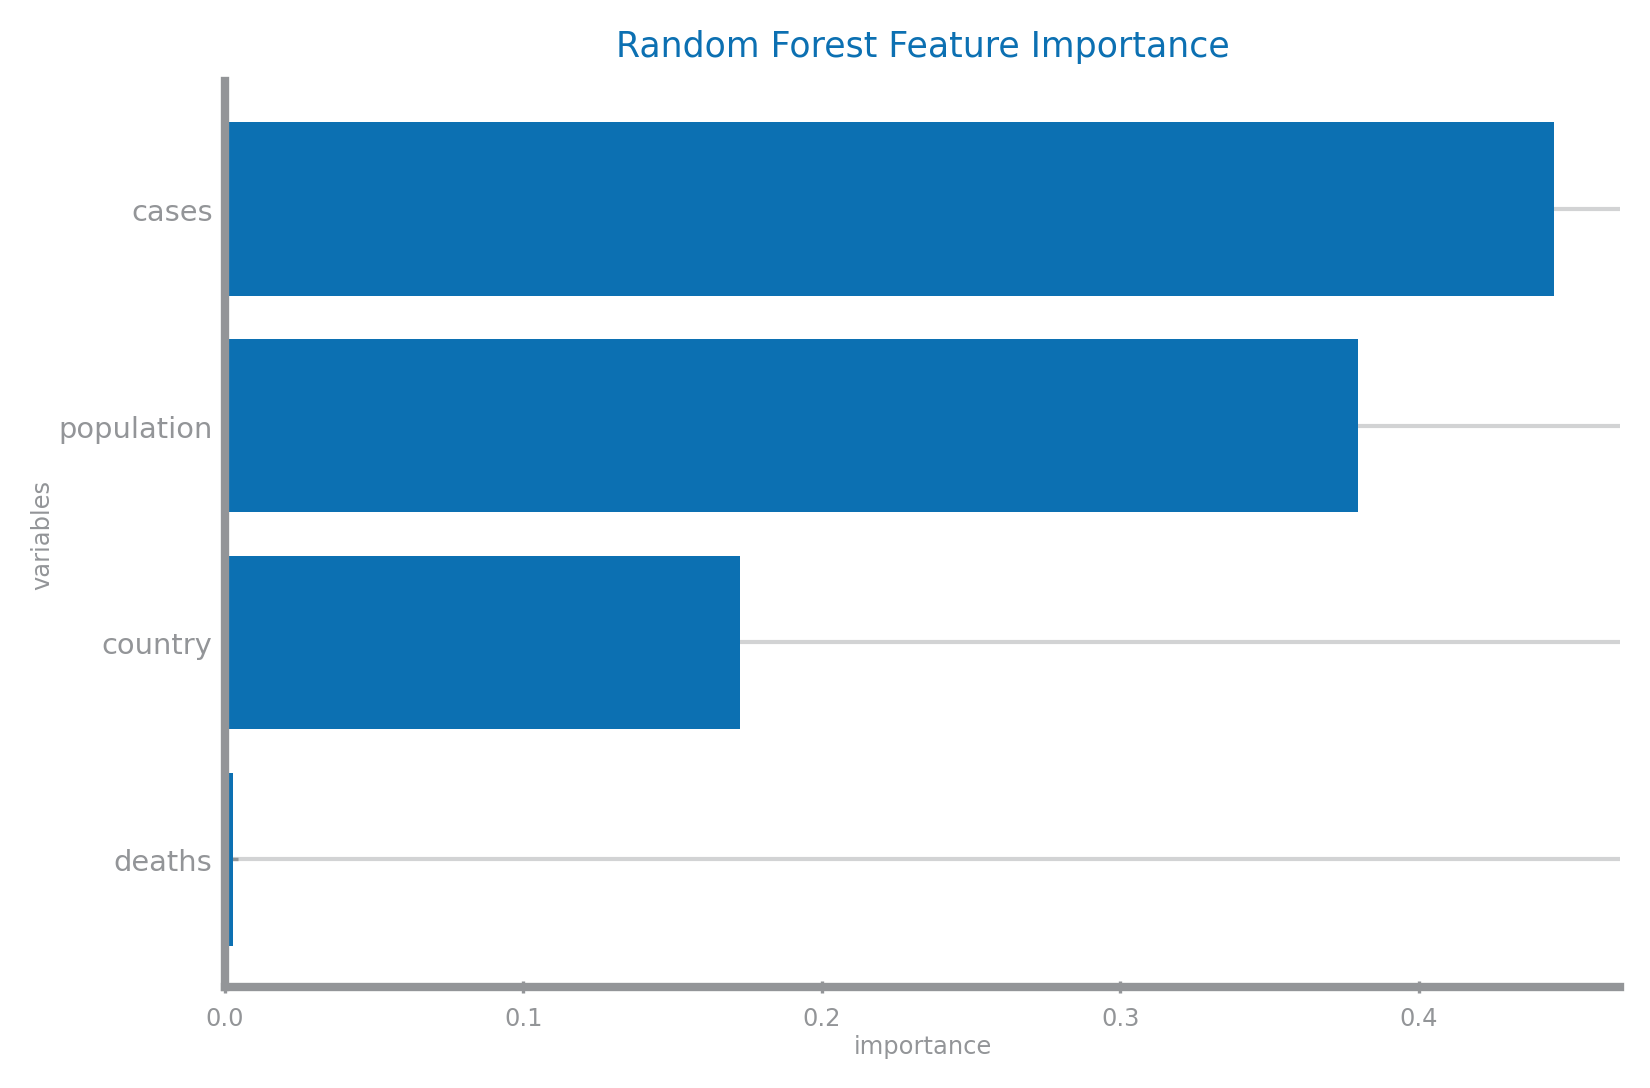 Random Forest Feature Importance
cases
population
country
deaths
variables
0.0 0.1 0.2 0.3 0.4
importance